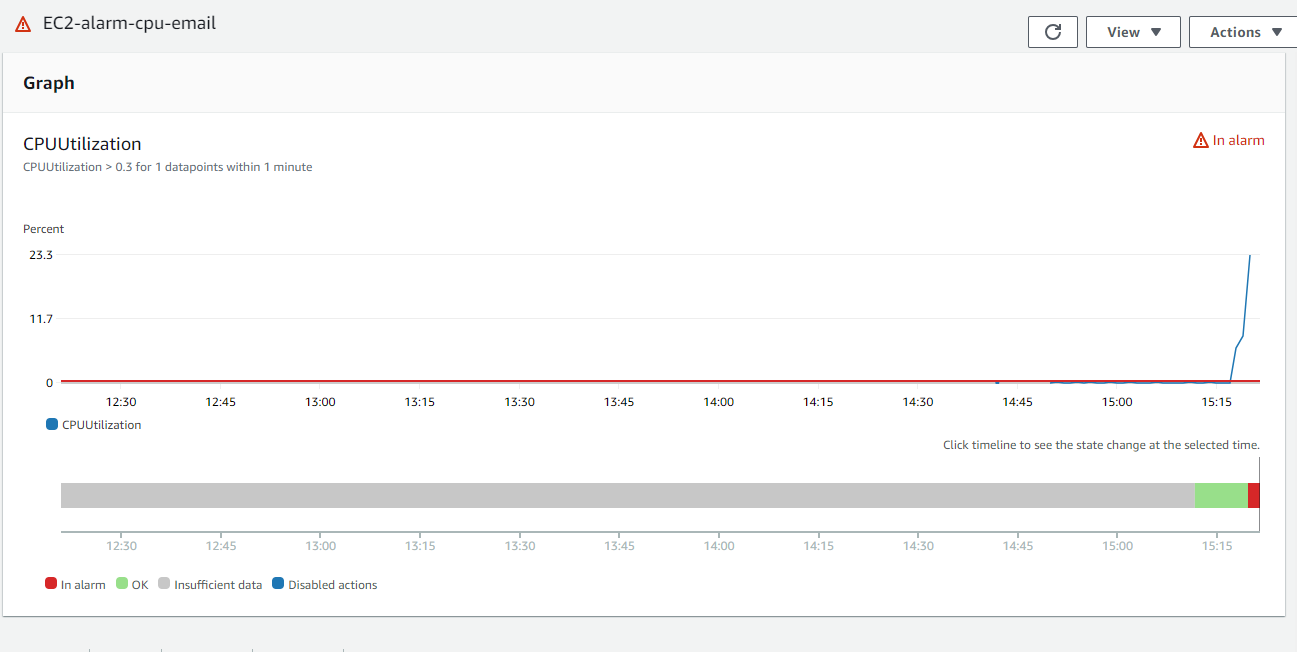 EC2-alarm-cpu-email
View
Actions
Graph
CPUUtilization
In alarm
CPUUtilization > 0.3 for 1 datapoints within 1 minute
Percent
23.3
11.7
0
12:30 12:45 13:00 13:15 13:30 13:45 14:00 14:15 14:30 14:45 15:00 15:15
CPUUtilization
Click timeline to see the state change at the selected time.
12:30 12:45 13:00 13:15 13:30 13:45 14:00 14:15 14:30 14:45 15:00 15:15
In alarm OK Insufficient data Disabled actions